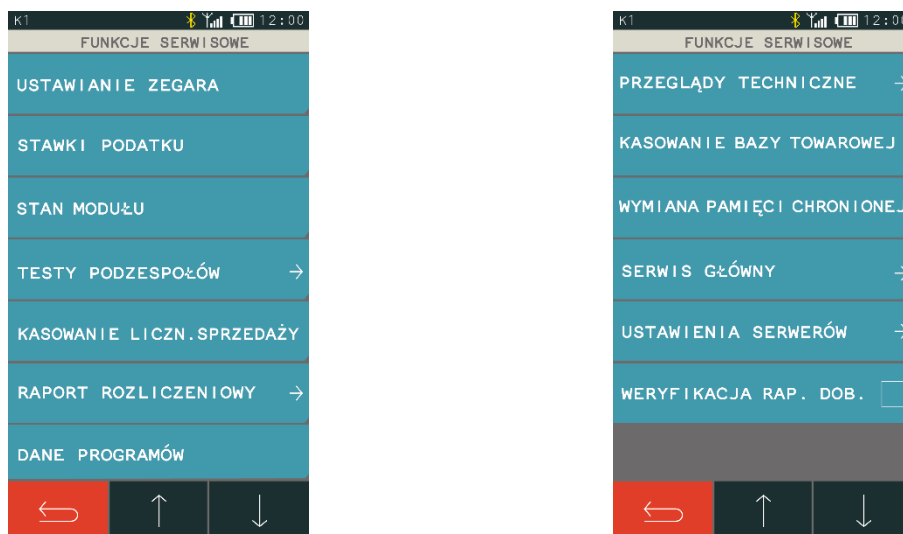 K1 12:00
FUNKCJE SERWISOWE
USTAWIANIE ZEGARA
STAWKI PODATKU
STAN MODUŁU
TESTY PODZESPOŁÓW
KASOWANIE LICZN.SPRZEDAŻY
RAPORT ROZLICZENIOWY
DANE PROGRAMÓW
K1 12:00
FUNKCJE SERWISOWE
PRZEGLĄDY TECHNICZNE
KASOWANIE BAZY TOWAROWEJ
WYMIANA PAMIĘCI CHRONIONEJ
SERWIS GŁÓWNY
USTAWIENIA SERWERÓW
WERYFIKACJA RAP. DOB.